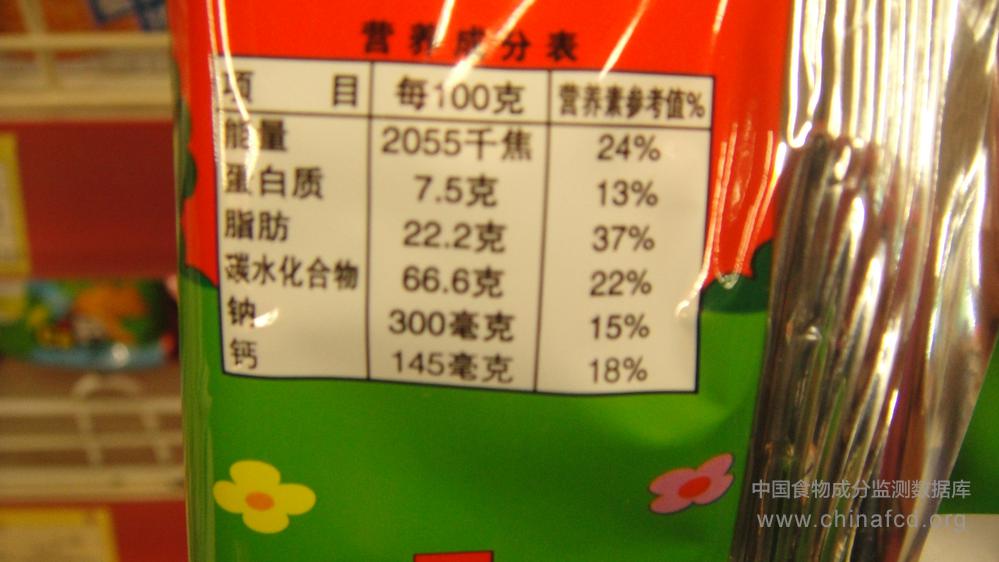 营养成分表
项 目 每100克 营养素参考值%
能量 2055千焦 24%
蛋白质 7.5克 13%
脂肪 22.2克 37%
碳水化合物 66.6克 22%
钠 300毫克 15%
钙 145毫克 18%
中国食物成分监测数据库
www.chinafcd.org